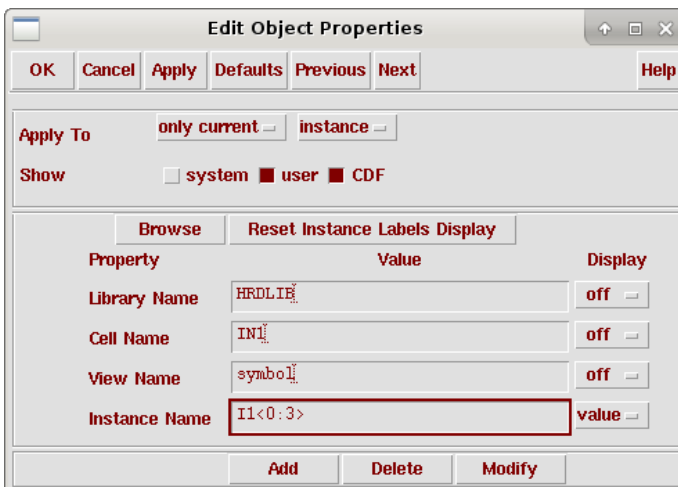 Edit Object Properties
OK Cancel Apply Defaults Previous Next Help
Apply To only current instance
Show system user CDF
Browse Reset Instance Labels Display
Property Value Display
Library Name HRDLIB off
Cell Name IN1 off
View Name symbol off
Instance Name I1<0:3> value
Add Delete Modify